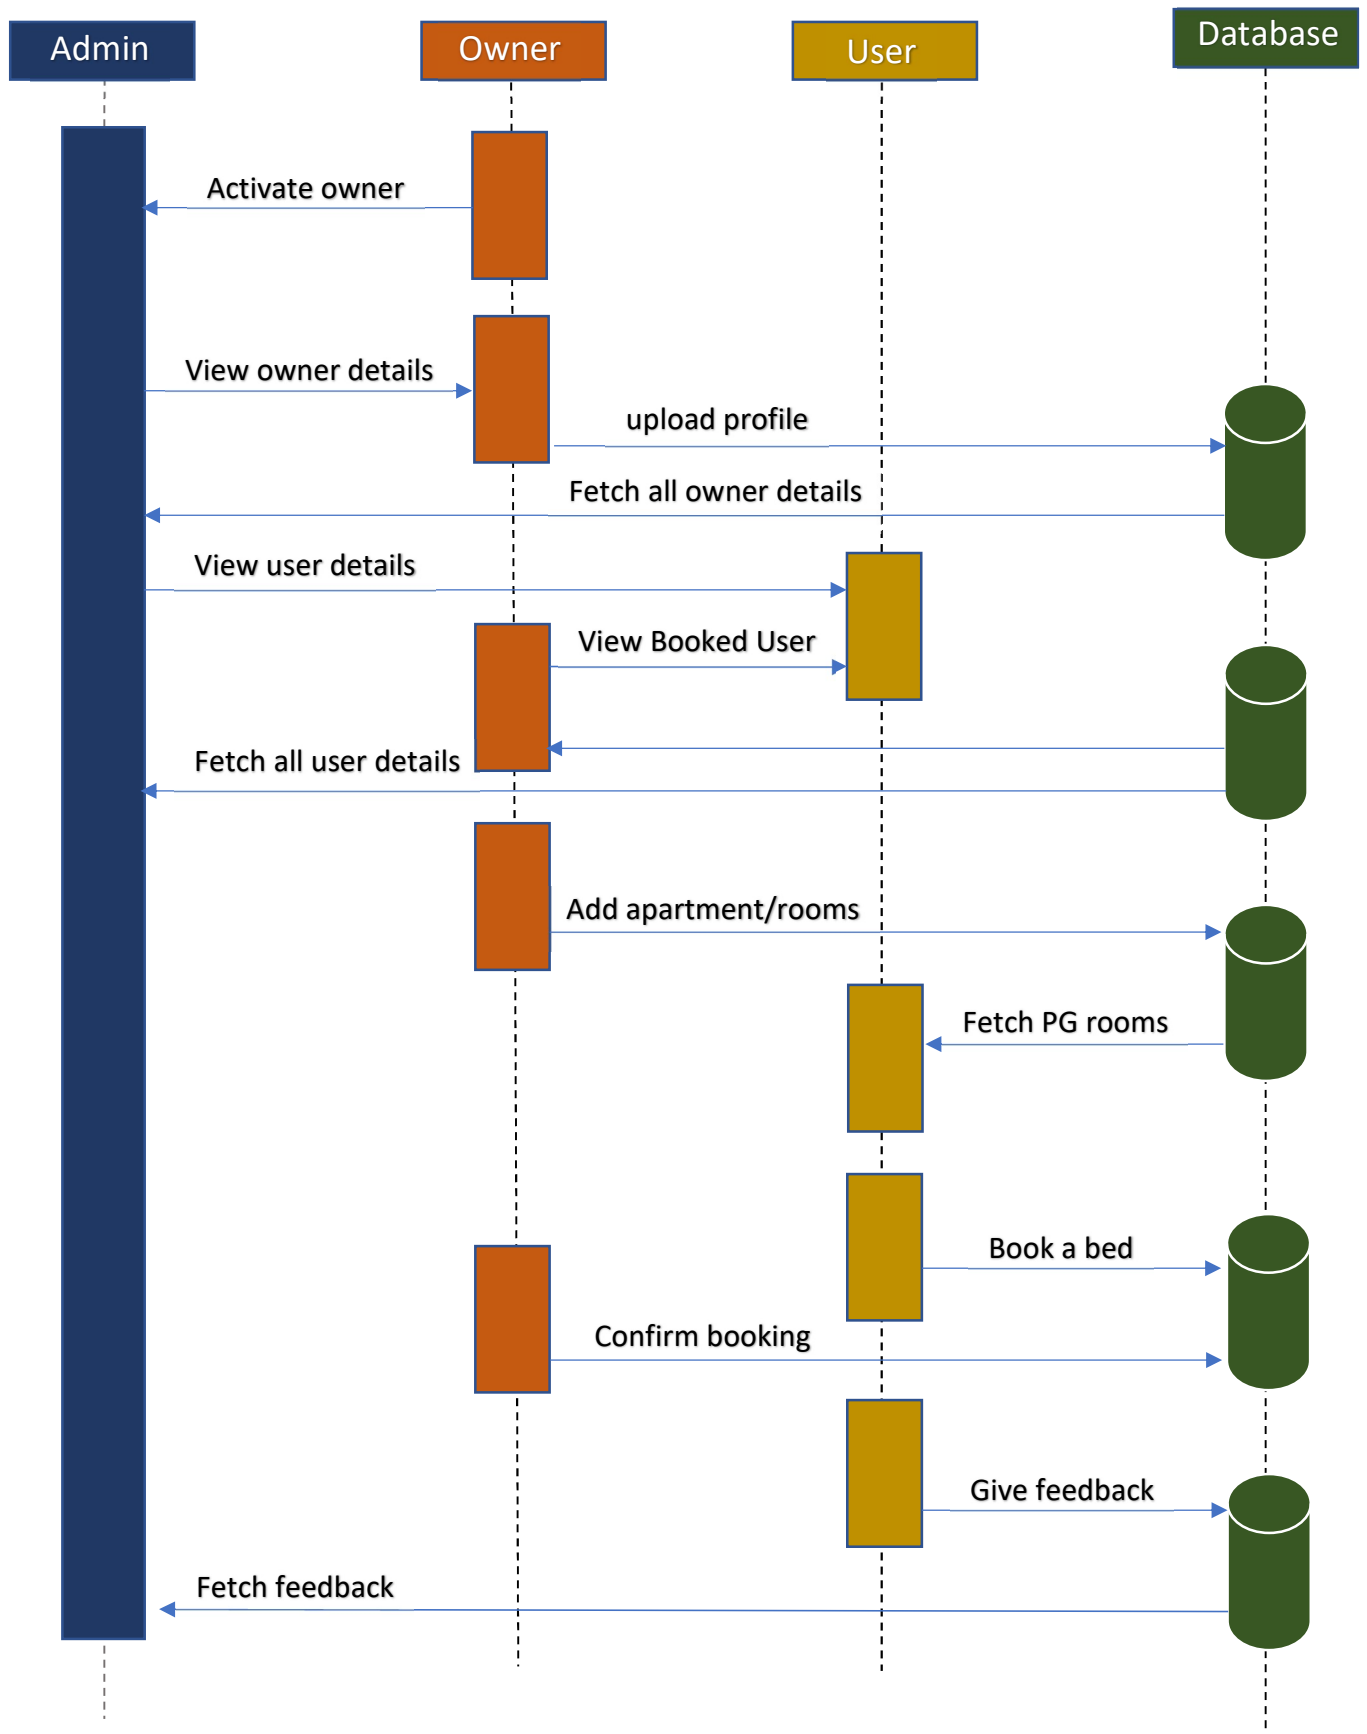 Admin
Owner
User
Database
Activate owner
View owner details
upload profile
Fetch all owner details
View user details
View Booked User
Fetch all user details
Add apartment/rooms
Fetch PG rooms
Book a bed
Confirm booking
Give feedback
Fetch feedback